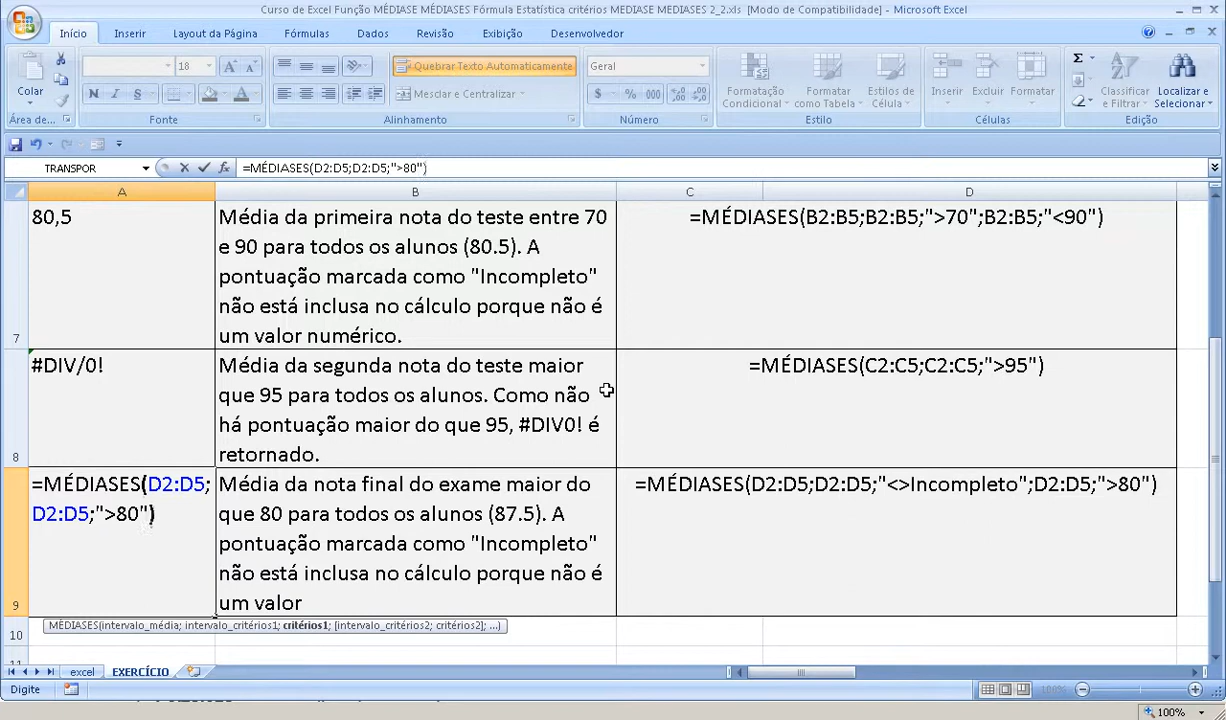 Curso de Excel Função MÉDIASE MÉDIASES Fórmula Estatística critérios MEDIASE MEDIASES 2_2.xls [Modo de Compatibilidade] - Microsoft Excel
Início Inserir Layout da Página Fórmulas Dados Revisão Exibição Desenvolvedor
18 A A Quebrar Texto Automaticamente Geral Σ
Colar N I S A Mesclar e Centralizar $ % 000 Formatação Condicional Formatar como Tabela Estilos de Célula Inserir Excluir Formatar Classificar e Filtrar Localizar e Selecionar
Área de... Fonte Alinhamento Número Estilo Células Edição
TRANSPOR fx =MÉDIASES(D2:D5;D2:D5;">80")
A B C D
80,5
Média da primeira nota do teste entre 70
e 90 para todos os alunos (80.5). A
pontuação marcada como "Incompleto"
não está inclusa no cálculo porque não é
um valor numérico.
=MÉDIASES(B2:B5;B2:B5;">70";B2:B5;"<90")
7
#DIV/0!
Média da segunda nota do teste maior
que 95 para todos os alunos. Como não
há pontuação maior do que 95, #DIV0! é
retornado.
=MÉDIASES(C2:C5;C2:C5;">95")
8
=MÉDIASES(D2:D5;
D2:D5;">80")
Média da nota final do exame maior do
que 80 para todos os alunos (87.5). A
pontuação marcada como "Incompleto"
não está inclusa no cálculo porque não é
um valor
=MÉDIASES(D2:D5;D2:D5;"<>Incompleto";D2:D5;">80")
9
MÉDIASES(intervalo_média; intervalo_critérios1; critérios1; [intervalo_critérios2; critérios2]; ...)
10
11
excel EXERCÍCIO
Digite 100%
100%